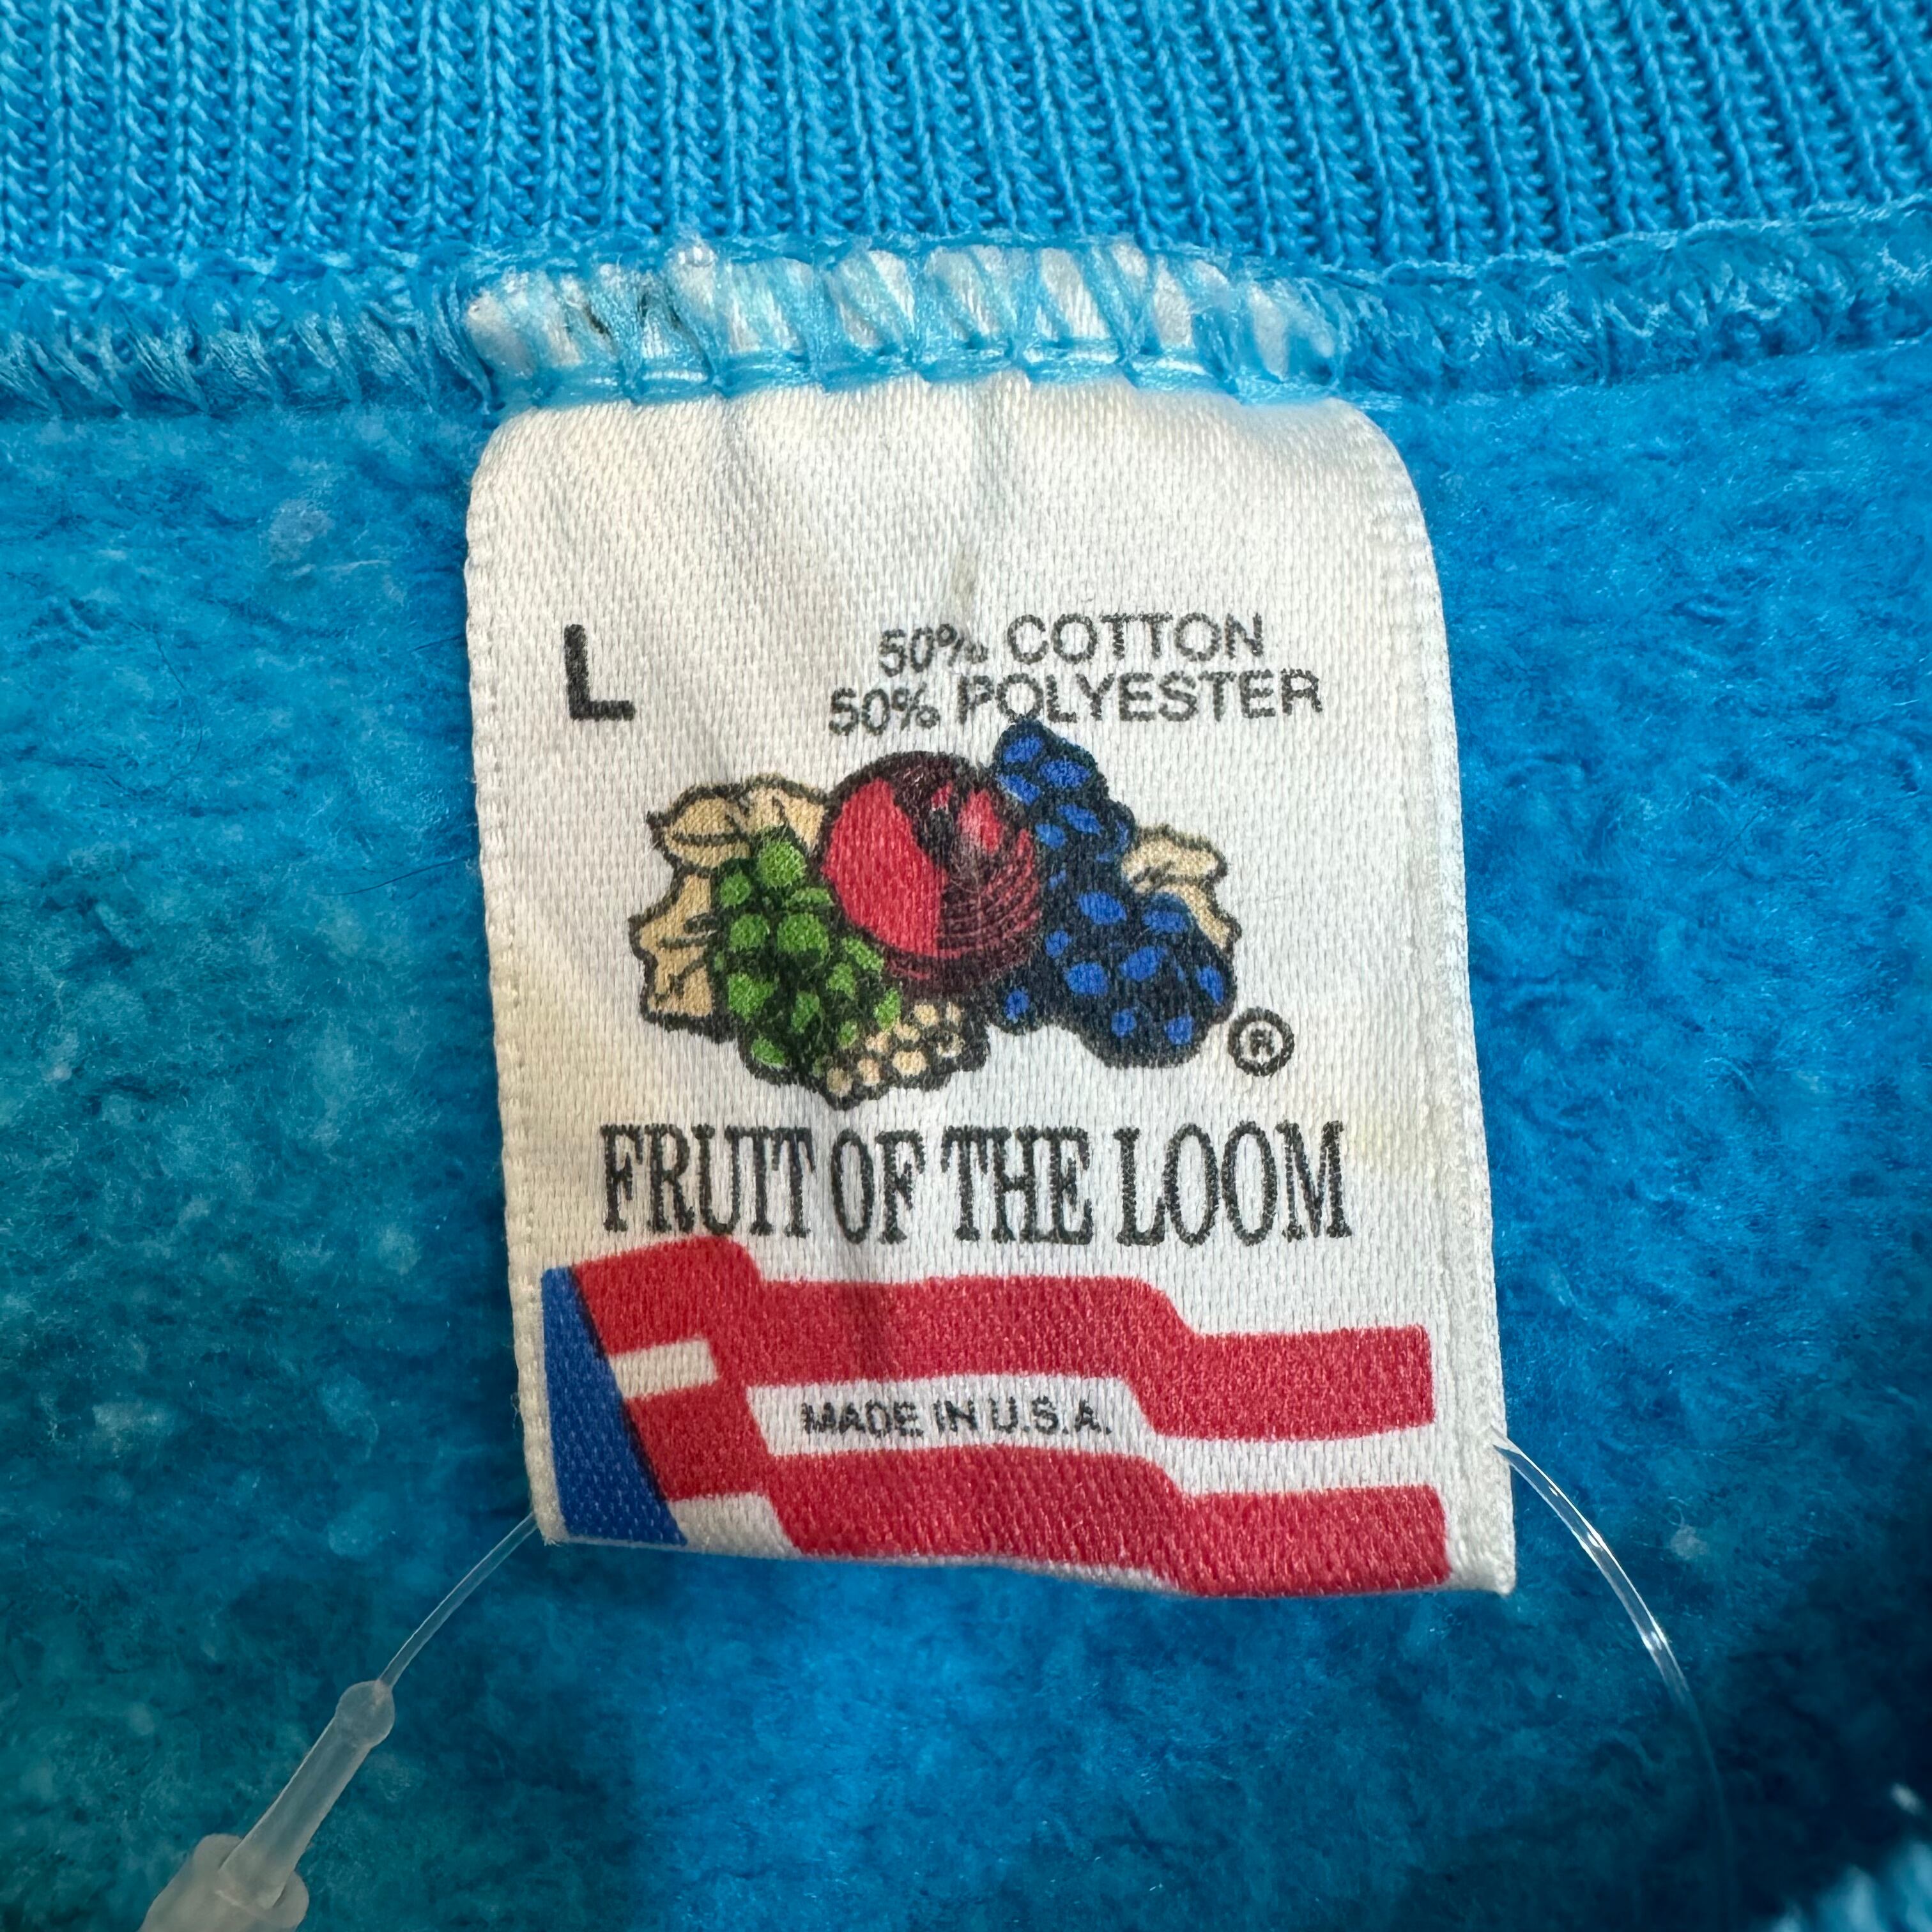 L
50% COTTON
50% POLYESTER
®
FRUIT OF THE LOOM
MADE IN U.S.A.